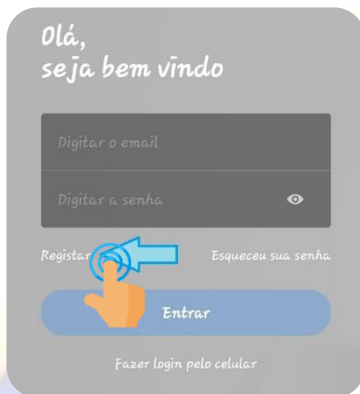 Olá,
seja bem vindo
Digitar o email
Digitar a senha
Registar
Esqueceu sua senha
Entrar
Fazer login pelo celular